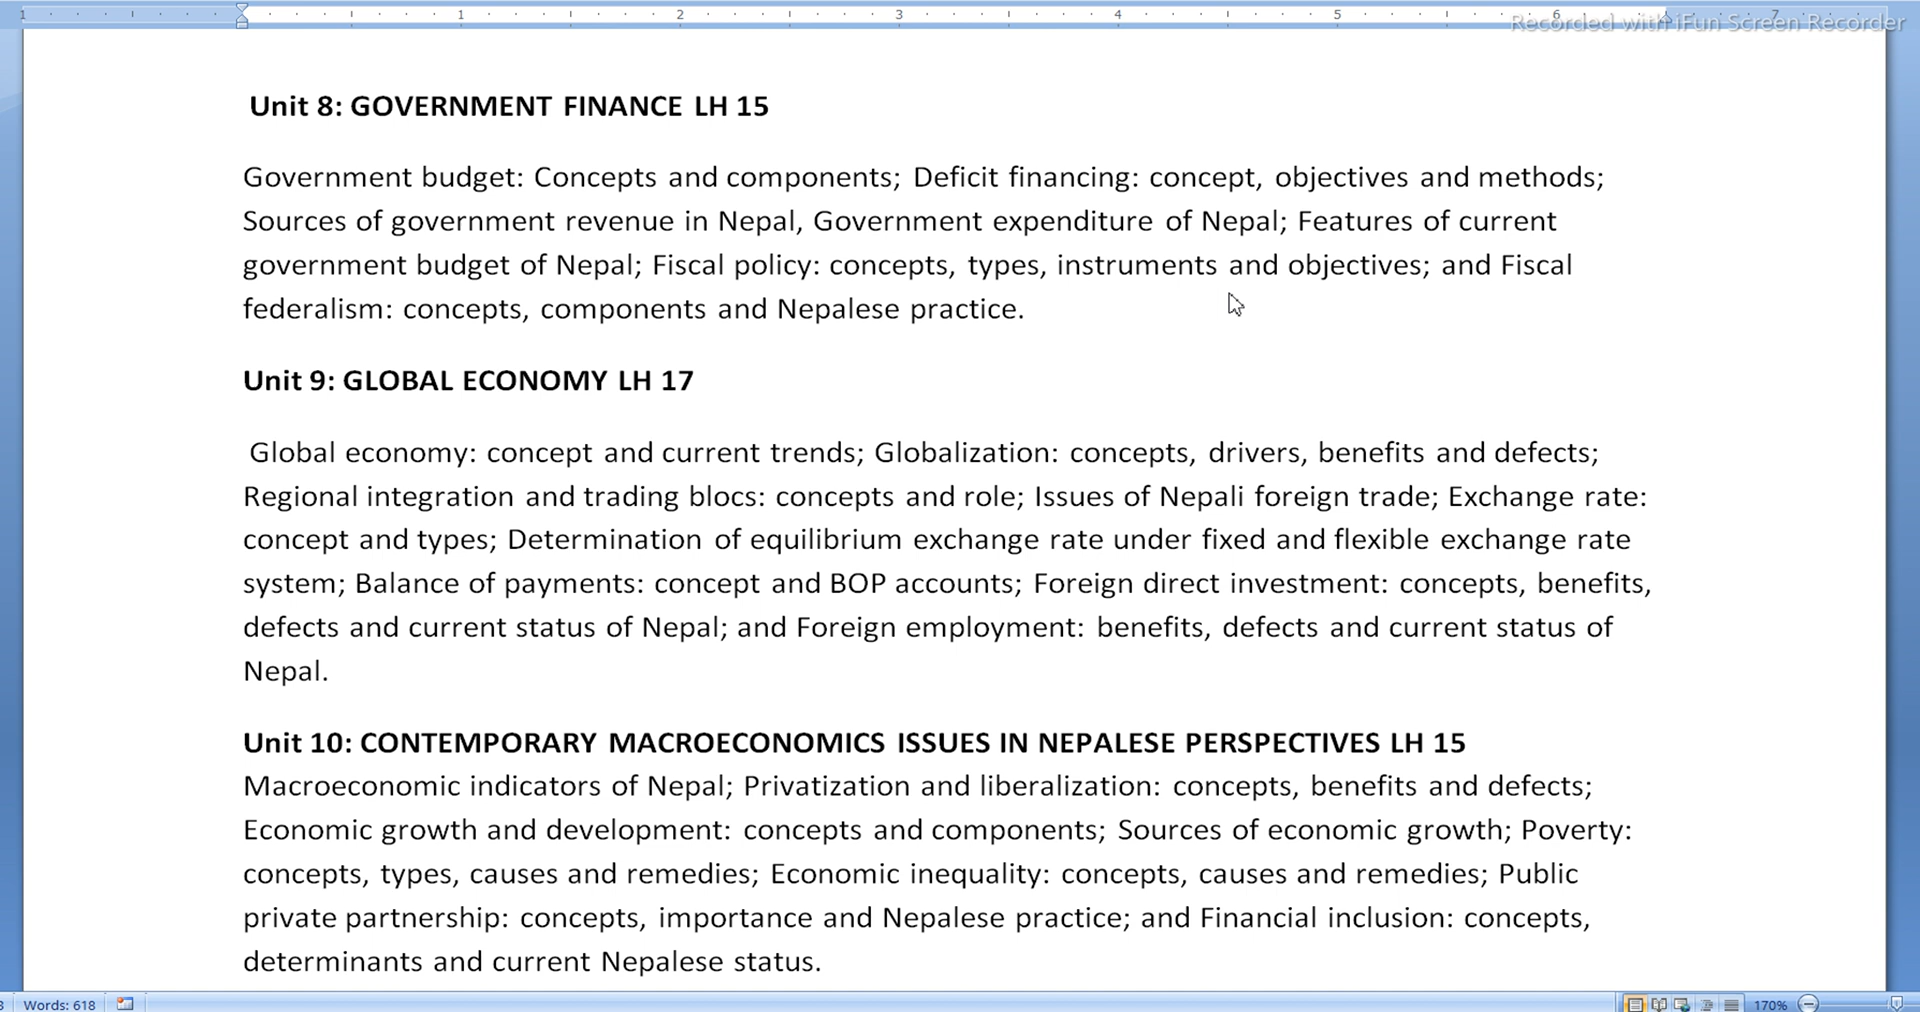 1 1 2 3 4 5 6 7
Recorded with iFun Screen Recorder
Unit 8: GOVERNMENT FINANCE LH 15
Government budget: Concepts and components; Deficit financing: concept, objectives and methods;
Sources of government revenue in Nepal, Government expenditure of Nepal; Features of current
government budget of Nepal; Fiscal policy: concepts, types, instruments and objectives; and Fiscal
federalism: concepts, components and Nepalese practice.
Unit 9: GLOBAL ECONOMY LH 17
Global economy: concept and current trends; Globalization: concepts, drivers, benefits and defects;
Regional integration and trading blocs: concepts and role; Issues of Nepali foreign trade; Exchange rate:
concept and types; Determination of equilibrium exchange rate under fixed and flexible exchange rate
system; Balance of payments: concept and BOP accounts; Foreign direct investment: concepts, benefits,
defects and current status of Nepal; and Foreign employment: benefits, defects and current status of
Nepal.
Unit 10: CONTEMPORARY MACROECONOMICS ISSUES IN NEPALESE PERSPECTIVES LH 15
Macroeconomic indicators of Nepal; Privatization and liberalization: concepts, benefits and defects;
Economic growth and development: concepts and components; Sources of economic growth; Poverty:
concepts, types, causes and remedies; Economic inequality: concepts, causes and remedies; Public
private partnership: concepts, importance and Nepalese practice; and Financial inclusion: concepts,
determinants and current Nepalese status.
Words: 618 170%